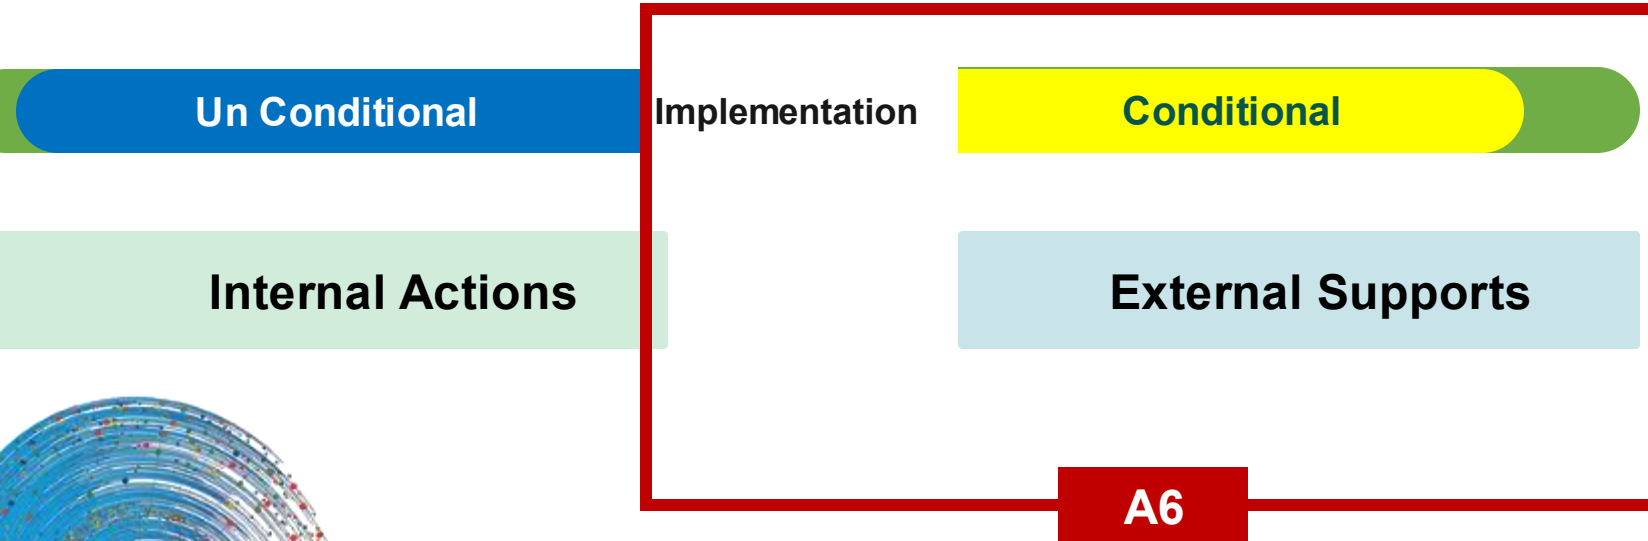 Un Conditional
Implementation
Conditional
Internal Actions
External Supports
A6